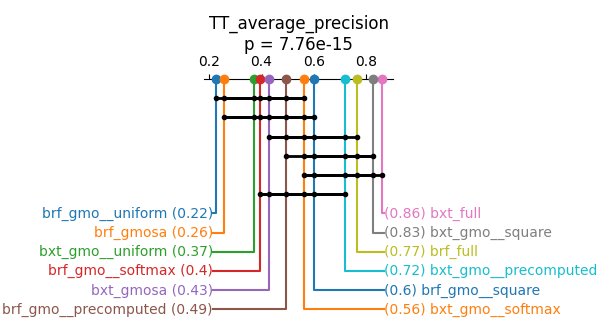 TT_average_precision
p = 7.76e-15
0.2 0.4 0.6 0.8
brf_gmo__uniform (0.22) (0.86) bxt_full
brf_gmosa (0.26) (0.83) bxt_gmo__square
bxt_gmo__uniform (0.37) (0.77) brf_full
brf_gmo__softmax (0.4) (0.72) bxt_gmo__precomputed
bxt_gmosa (0.43) (0.6) brf_gmo__square
brf_gmo__precomputed (0.49) (0.56) bxt_gmo__softmax